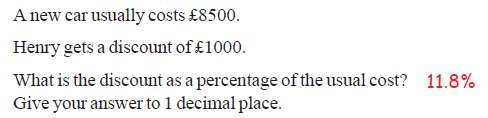 A new car usually costs £8500.
Henry gets a discount of £1000.
What is the discount as a percentage of the usual cost? 11.8%
Give your answer to 1 decimal place.